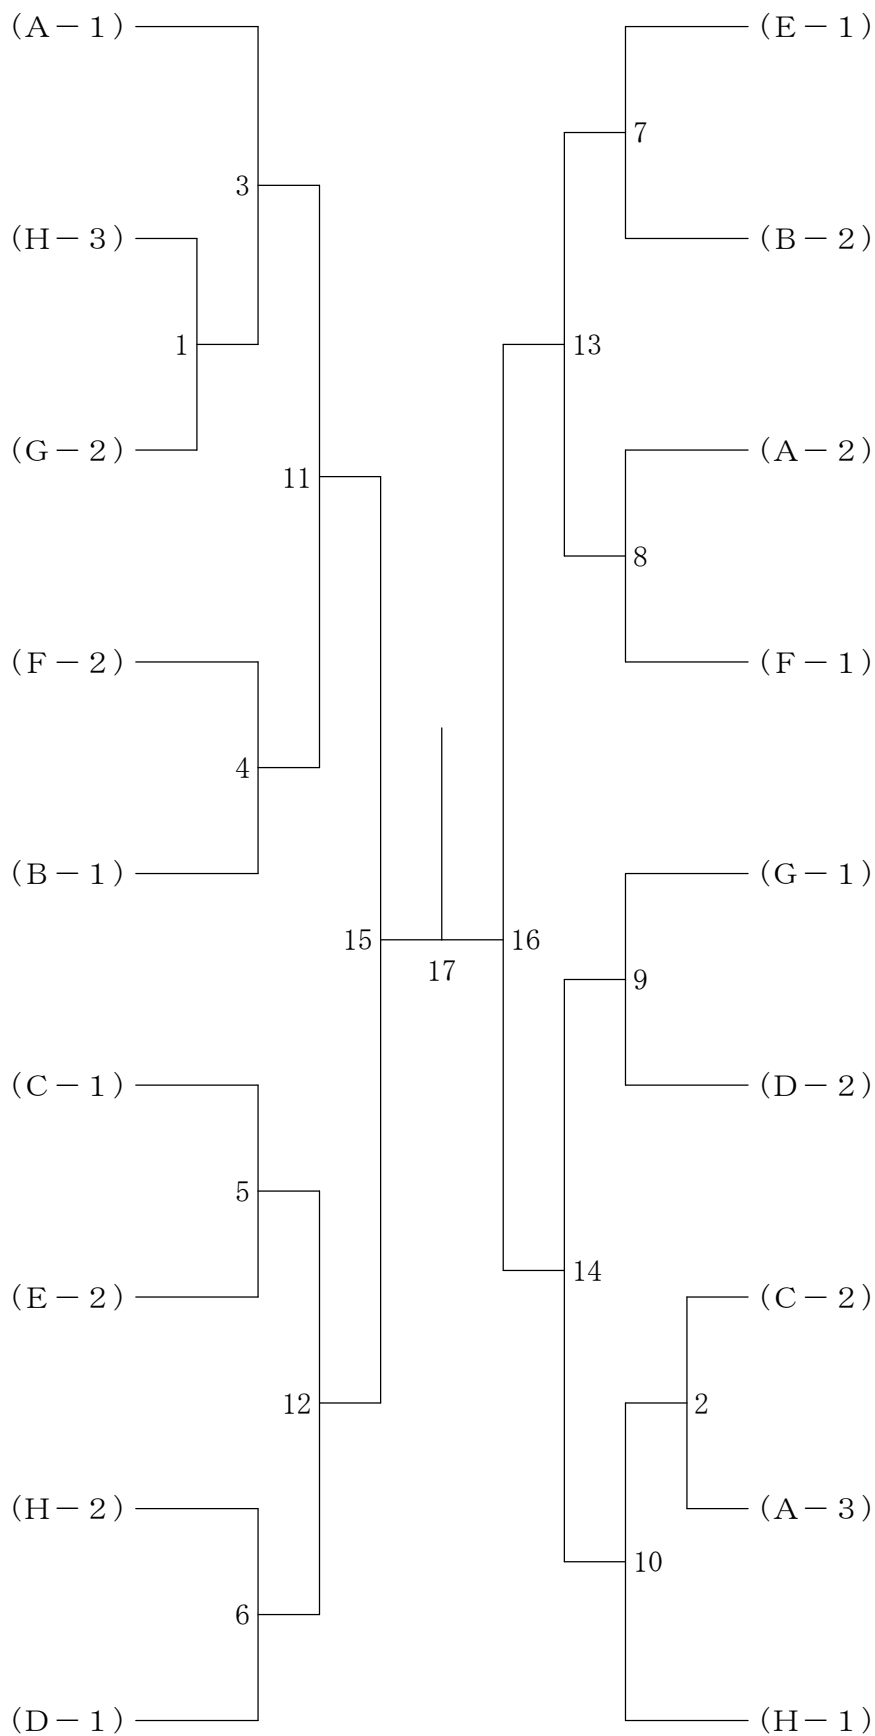 (A－1) (E－1)
7
3
(H－3) (B－2)
1 13
(G－2) (A－2)
11
8
(F－2) (F－1)
4
(B－1) (G－1)
15 16
17
9
(C－1) (D－2)
5
14
(E－2) (C－2)
12 2
(H－2) (A－3)
10
6
(D－1) (H－1)